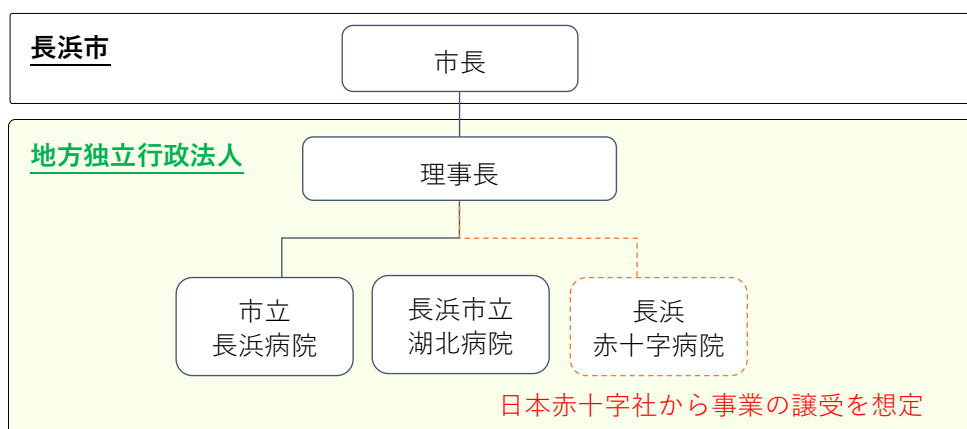 長浜市
市長
地方独立行政法人
理事長
市立
長浜病院
長浜市立
湖北病院
長浜
赤十字病院
日本赤十字社から事業の譲受を想定